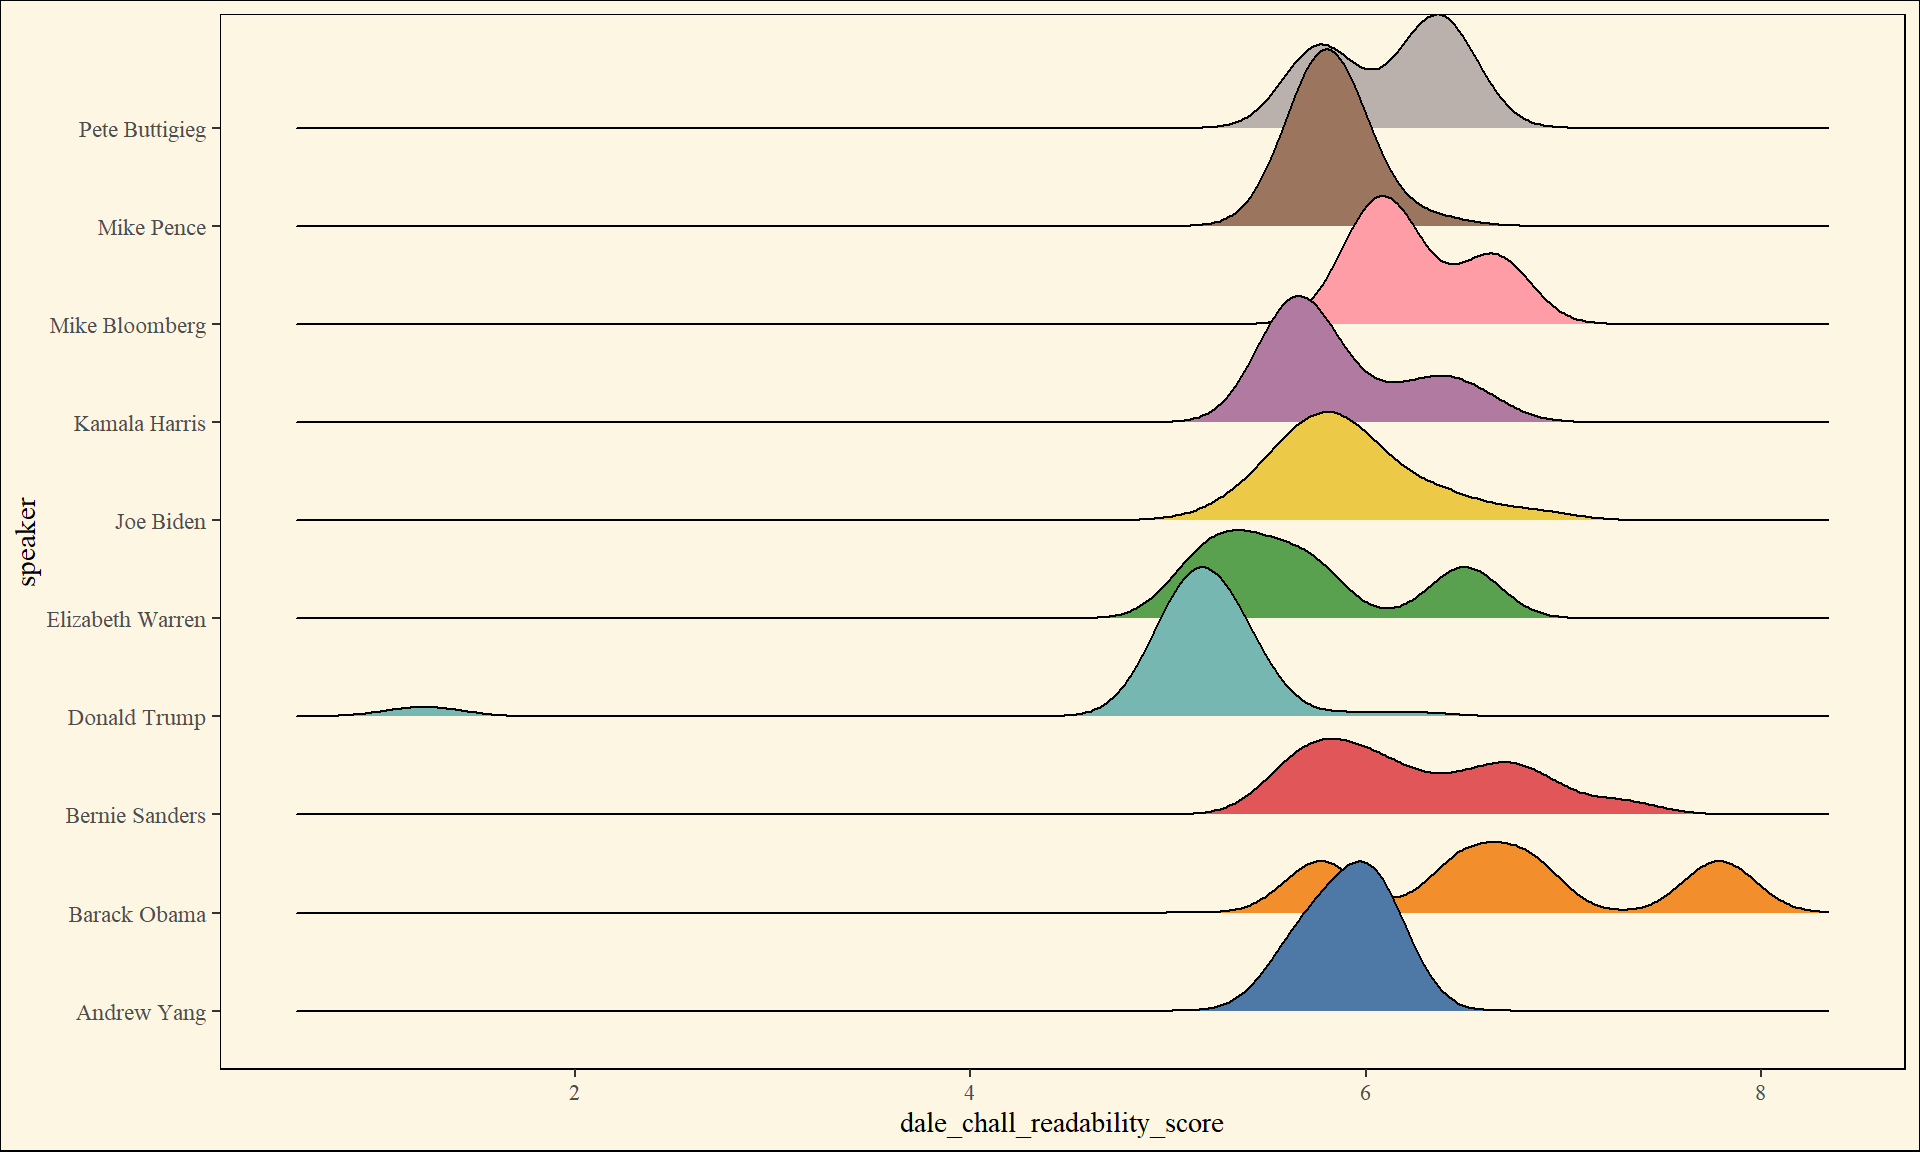 Pete Buttigieg
Mike Pence
Mike Bloomberg
Kamala Harris
Joe Biden
Elizabeth Warren
Donald Trump
Bernie Sanders
Barack Obama
Andrew Yang
speaker
2 4 6 8
dale_chall_readability_score